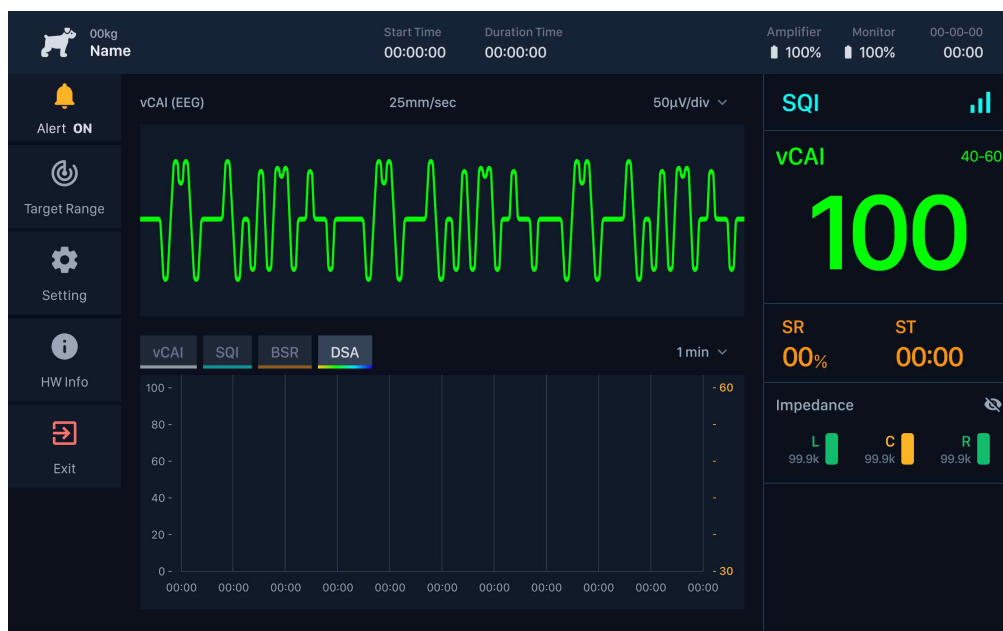 00kg
Name
Start Time
00:00:00
Duration Time
00:00:00
Amplifier
100%
Monitor
100%
00-00-00
00:00
Alert ON
Target Range
Setting
HW Info
Exit
vCAI (EEG)
25mm/sec
50µV/div
vCAI SQI BSR DSA
1 min
100 -
80 -
60 -
40 -
20 -
0 -
- 60
-
-
-
-
- 30
00:00 00:00 00:00 00:00 00:00 00:00 00:00 00:00 00:00 00:00 00:00
SQI
vCAI
40-60
100
SR
00%
ST
00:00
Impedance
L
99.9k
C
99.9k
R
99.9k